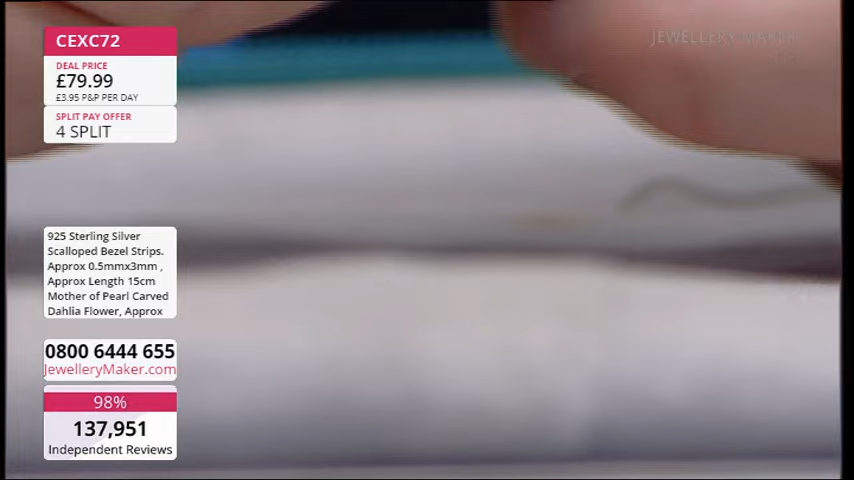 CEXC72
DEAL PRICE
£79.99
£3.95 P&P PER DAY
SPLIT PAY OFFER
4 SPLIT
JEWELLERY MAKER
925 Sterling Silver
Scalloped Bezel Strips.
Approx 0.5mmx3mm ,
Approx Length 15cm
Mother of Pearl Carved
Dahlia Flower, Approx
0800 6444 655
JewelleryMaker.com
98%
137,951
Independent Reviews